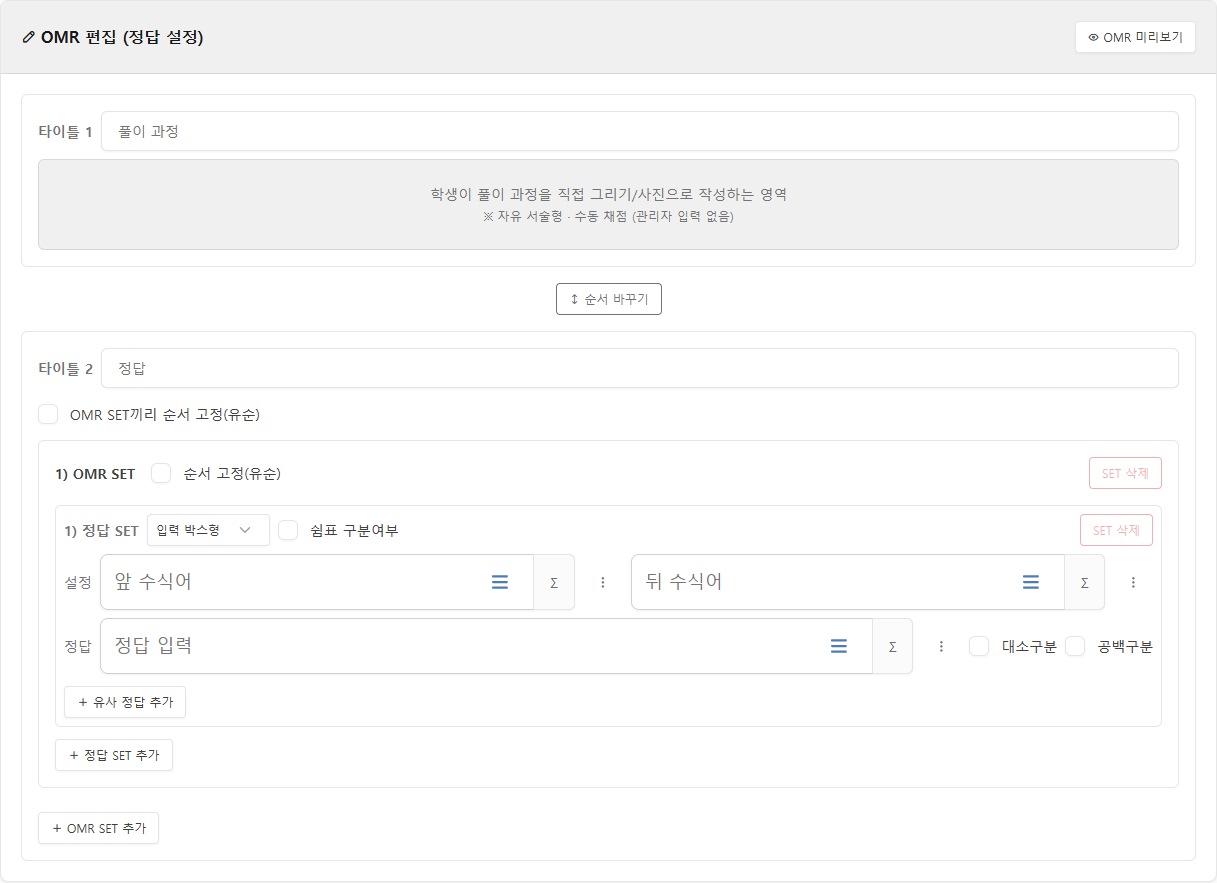 OMR 편집 (정답 설정)
OMR 미리보기
타이틀 1 풀이 과정
학생이 풀이 과정을 직접 그리기/사진으로 작성하는 영역
※ 자유 서술형 · 수동 채점 (관리자 입력 없음)
↕ 순서 바꾸기
타이틀 2 정답
OMR SET끼리 순서 고정(유순)
1) OMR SET 순서 고정(유순) SET 삭제
1) 정답 SET 입력 박스형 쉼표 구분여부 SET 삭제
설정 앞 수식어 Σ 뒤 수식어 Σ
정답 정답 입력 Σ 대소구분 공백구분
+ 유사 정답 추가
+ 정답 SET 추가
+ OMR SET 추가